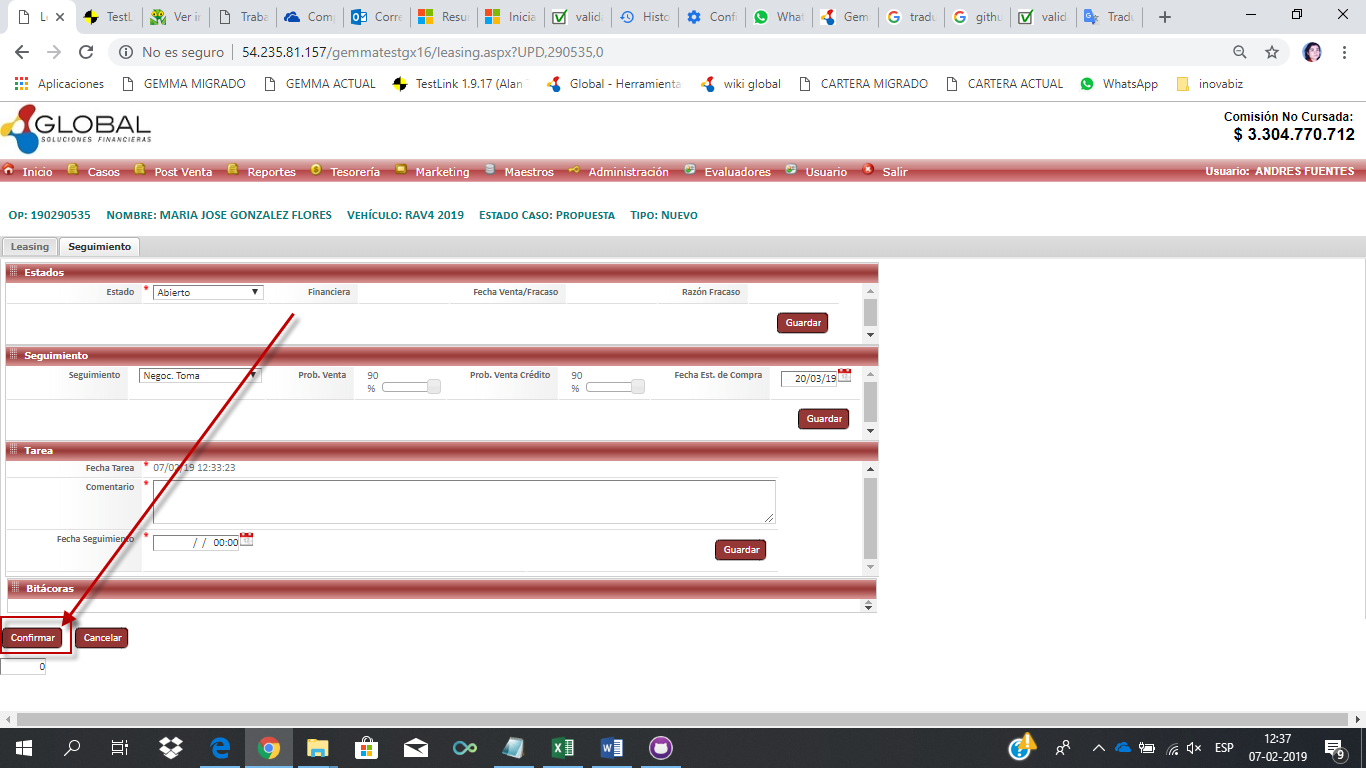 L
TestL
Ver in
Traba
Com
Corre
Resu
Inicia
valid
Histo
Confi
What
Gem
tradu
githu
valid
Tradu
No es seguro | 54.235.81.157/gemmatestgx16/leasing.aspx?UPD,290535,0
Aplicaciones GEMMA MIGRADO GEMMA ACTUAL TestLink 1.9.17 (Alan Global - Herramienta wiki global CARTERA MIGRADO CARTERA ACTUAL WhatsApp inovabiz
GLOBAL
SOLUCIONES FINANCIERAS
Comisión No Cursada:
$ 3.304.770.712
Inicio Casos Post Venta Reportes Tesorería Marketing Maestros Administración Evaluadores Usuario Salir Usuario: ANDRES FUENTES
OP: 190290535 NOMBRE: MARIA JOSE GONZALEZ FLORES VEHÍCULO: RAV4 2019 ESTADO CASO: PROPUESTA TIPO: NUEVO
Leasing Seguimiento
Estados
Estado * Abierto Financiera Fecha Venta/Fracaso Razón Fracaso
Guardar
Seguimiento
Seguimiento Negoc. Toma Prob. Venta 90 % Prob. Venta Crédito 90 % Fecha Est. de Compra 20/03/19
Guardar
Tarea
Fecha Tarea * 07/02/19 12:33:23
Comentario *
Fecha Seguimiento * / / 00:00 Guardar
Bitácoras
Confirmar Cancelar
0
ESP 12:37
07-02-2019
9